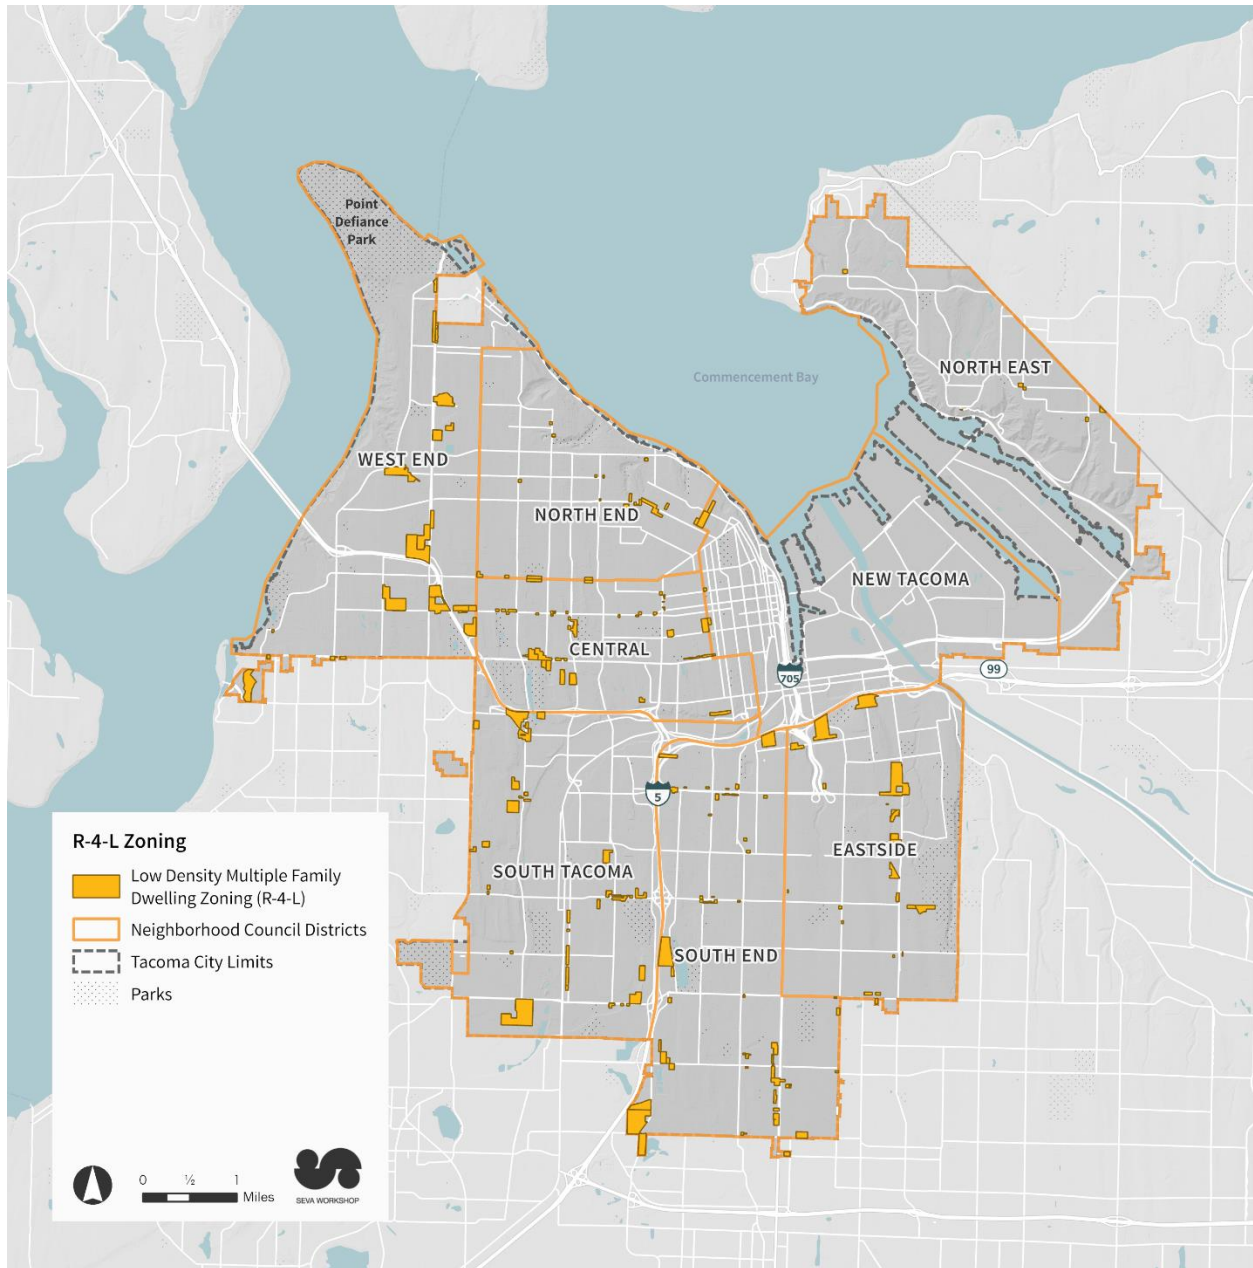 Point
Defiance
Park
NORTH EAST
Commencement Bay
WEST END
NORTH END
NEW TACOMA
CENTRAL
705
99
5
EASTSIDE
SOUTH TACOMA
SOUTH END
R-4-L Zoning
Low Density Multiple Family
Dwelling Zoning (R-4-L)
Neighborhood Council Districts
Tacoma City Limits
Parks
0 ½ 1
Miles
SEVA WORKSHOP